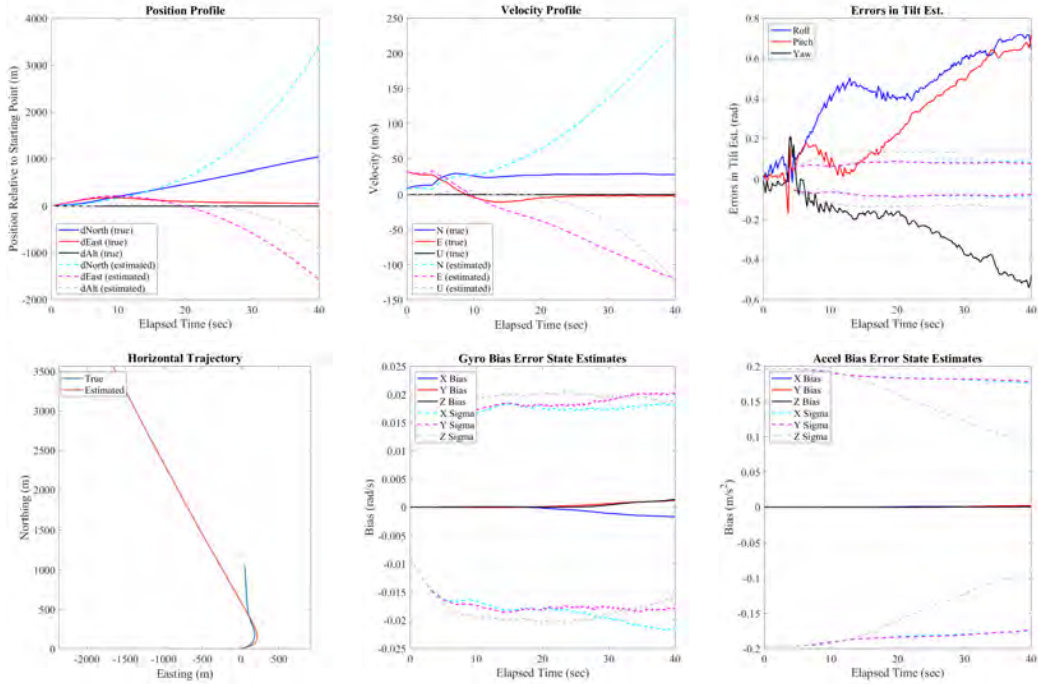 Position Profile
4000
3000
2000
1000
0
-1000
-2000
Position Relative to Starting Point (m)
dNorth (true)
dEast (true)
dAlt (true)
dNorth (estimated)
dEast (estimated)
dAlt (estimated)
0 10 20 30 40
Elapsed Time (sec)
Velocity Profile
250
200
150
100
50
0
-50
-100
-150
Velocity (m/s)
N (true)
E (true)
U (true)
N (estimated)
E (estimated)
U (estimated)
0 10 20 30 40
Elapsed Time (sec)
Errors in Tilt Est.
0.8
0.6
0.4
0.2
0
-0.2
-0.4
-0.6
Errors in Tilt Est. (rad)
Roll
Pitch
Yaw
0 10 20 30 40
Elapsed Time (sec)
Horizontal Trajectory
3500
3000
2500
2000
1500
1000
500
0
Northing (m)
True
Estimated
-2000 -1000 0 500
Easting (m)
Gyro Bias Error State Estimates
0.025
0.02
0.015
0.01
0.005
0
-0.005
-0.01
-0.015
-0.02
-0.025
Bias (rad/s)
X Bias
Y Bias
Z Bias
X Sigma
Y Sigma
Z Sigma
0 10 20 30 40
Elapsed Time (sec)
Accel Bias Error State Estimates
0.2
0.15
0.1
0.05
0
-0.05
-0.1
-0.15
-0.2
Bias (m/s²)
X Bias
Y Bias
Z Bias
X Sigma
Y Sigma
Z Sigma
0 10 20 30 40
Elapsed Time (sec)